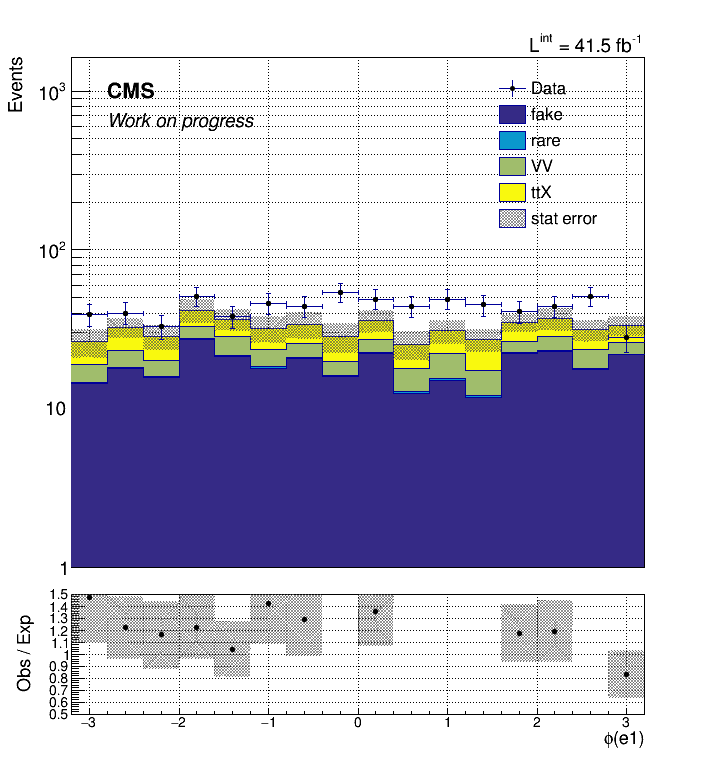 L^int = 41.5 fb^-1
Events
10^3
CMS
Work on progress
Data
fake
rare
VV
ttX
stat error
10^2
10
1
Obs / Exp
1.5
1.4
1.3
1.2
1.1
1
0.9
0.8
0.7
0.6
0.5
−3 −2 −1 0 1 2 3
ϕ(e1)